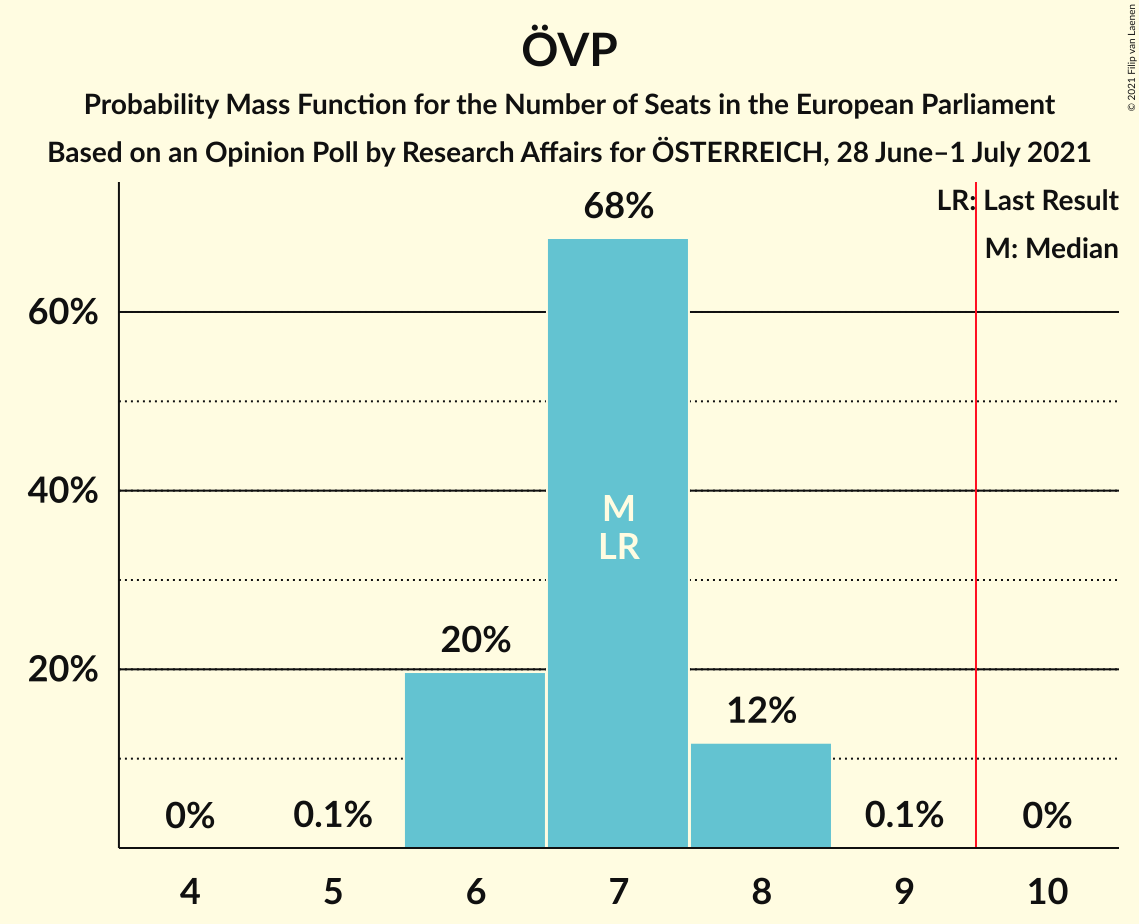 ÖVP
Probability Mass Function for the Number of Seats in the European Parliament
Based on an Opinion Poll by Research Affairs for ÖSTERREICH, 28 June–1 July 2021
© 2021 Filip van Laenen
LR: Last Result
M: Median
68%
60%
40%
M
LR
20%
20%
12%
0%
0.1%
0.1%
0%
4
5
6
7
8
9
10